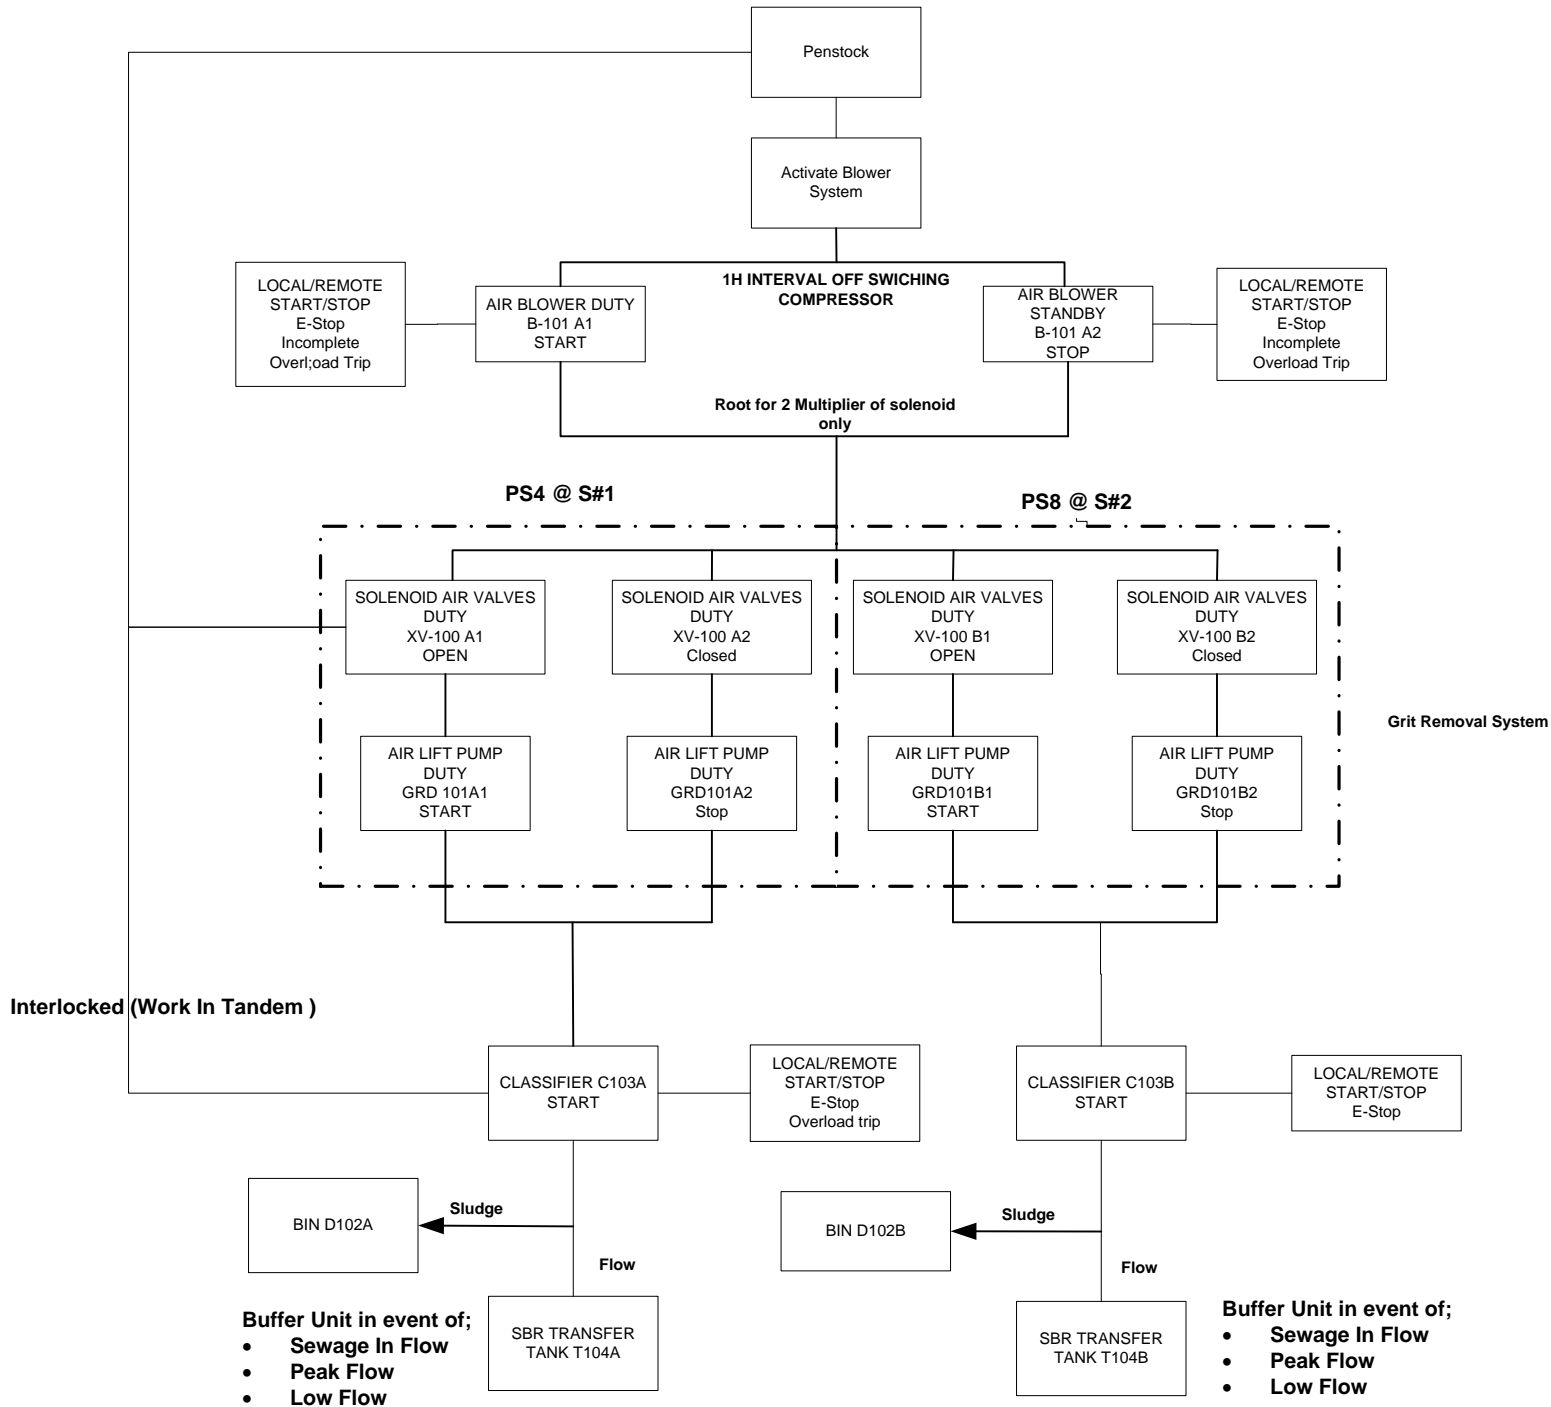 Penstock
Activate Blower
System
1H INTERVAL OFF SWICHING
COMPRESSOR
LOCAL/REMOTE
START/STOP
E-Stop
Incomplete
Overl;oad Trip
AIR BLOWER DUTY
B-101 A1
START
AIR BLOWER
STANDBY
B-101 A2
STOP
LOCAL/REMOTE
START/STOP
E-Stop
Incomplete
Overload Trip
Root for 2 Multiplier of solenoid
only
PS4 @ S#1
PS8 @ S#2
SOLENOID AIR VALVES
DUTY
XV-100 A1
OPEN
SOLENOID AIR VALVES
DUTY
XV-100 A2
Closed
SOLENOID AIR VALVES
DUTY
XV-100 B1
OPEN
SOLENOID AIR VALVES
DUTY
XV-100 B2
Closed
Grit Removal System
AIR LIFT PUMP
DUTY
GRD 101A1
START
AIR LIFT PUMP
DUTY
GRD101A2
Stop
AIR LIFT PUMP
DUTY
GRD101B1
START
AIR LIFT PUMP
DUTY
GRD101B2
Stop
Interlocked (Work In Tandem )
CLASSIFIER C103A
START
LOCAL/REMOTE
START/STOP
E-Stop
Overload trip
CLASSIFIER C103B
START
LOCAL/REMOTE
START/STOP
E-Stop
BIN D102A
Sludge
Flow
BIN D102B
Sludge
Flow
Buffer Unit in event of;
• Sewage In Flow
• Peak Flow
• Low Flow
SBR TRANSFER
TANK T104A
SBR TRANSFER
TANK T104B
Buffer Unit in event of;
• Sewage In Flow
• Peak Flow
• Low Flow